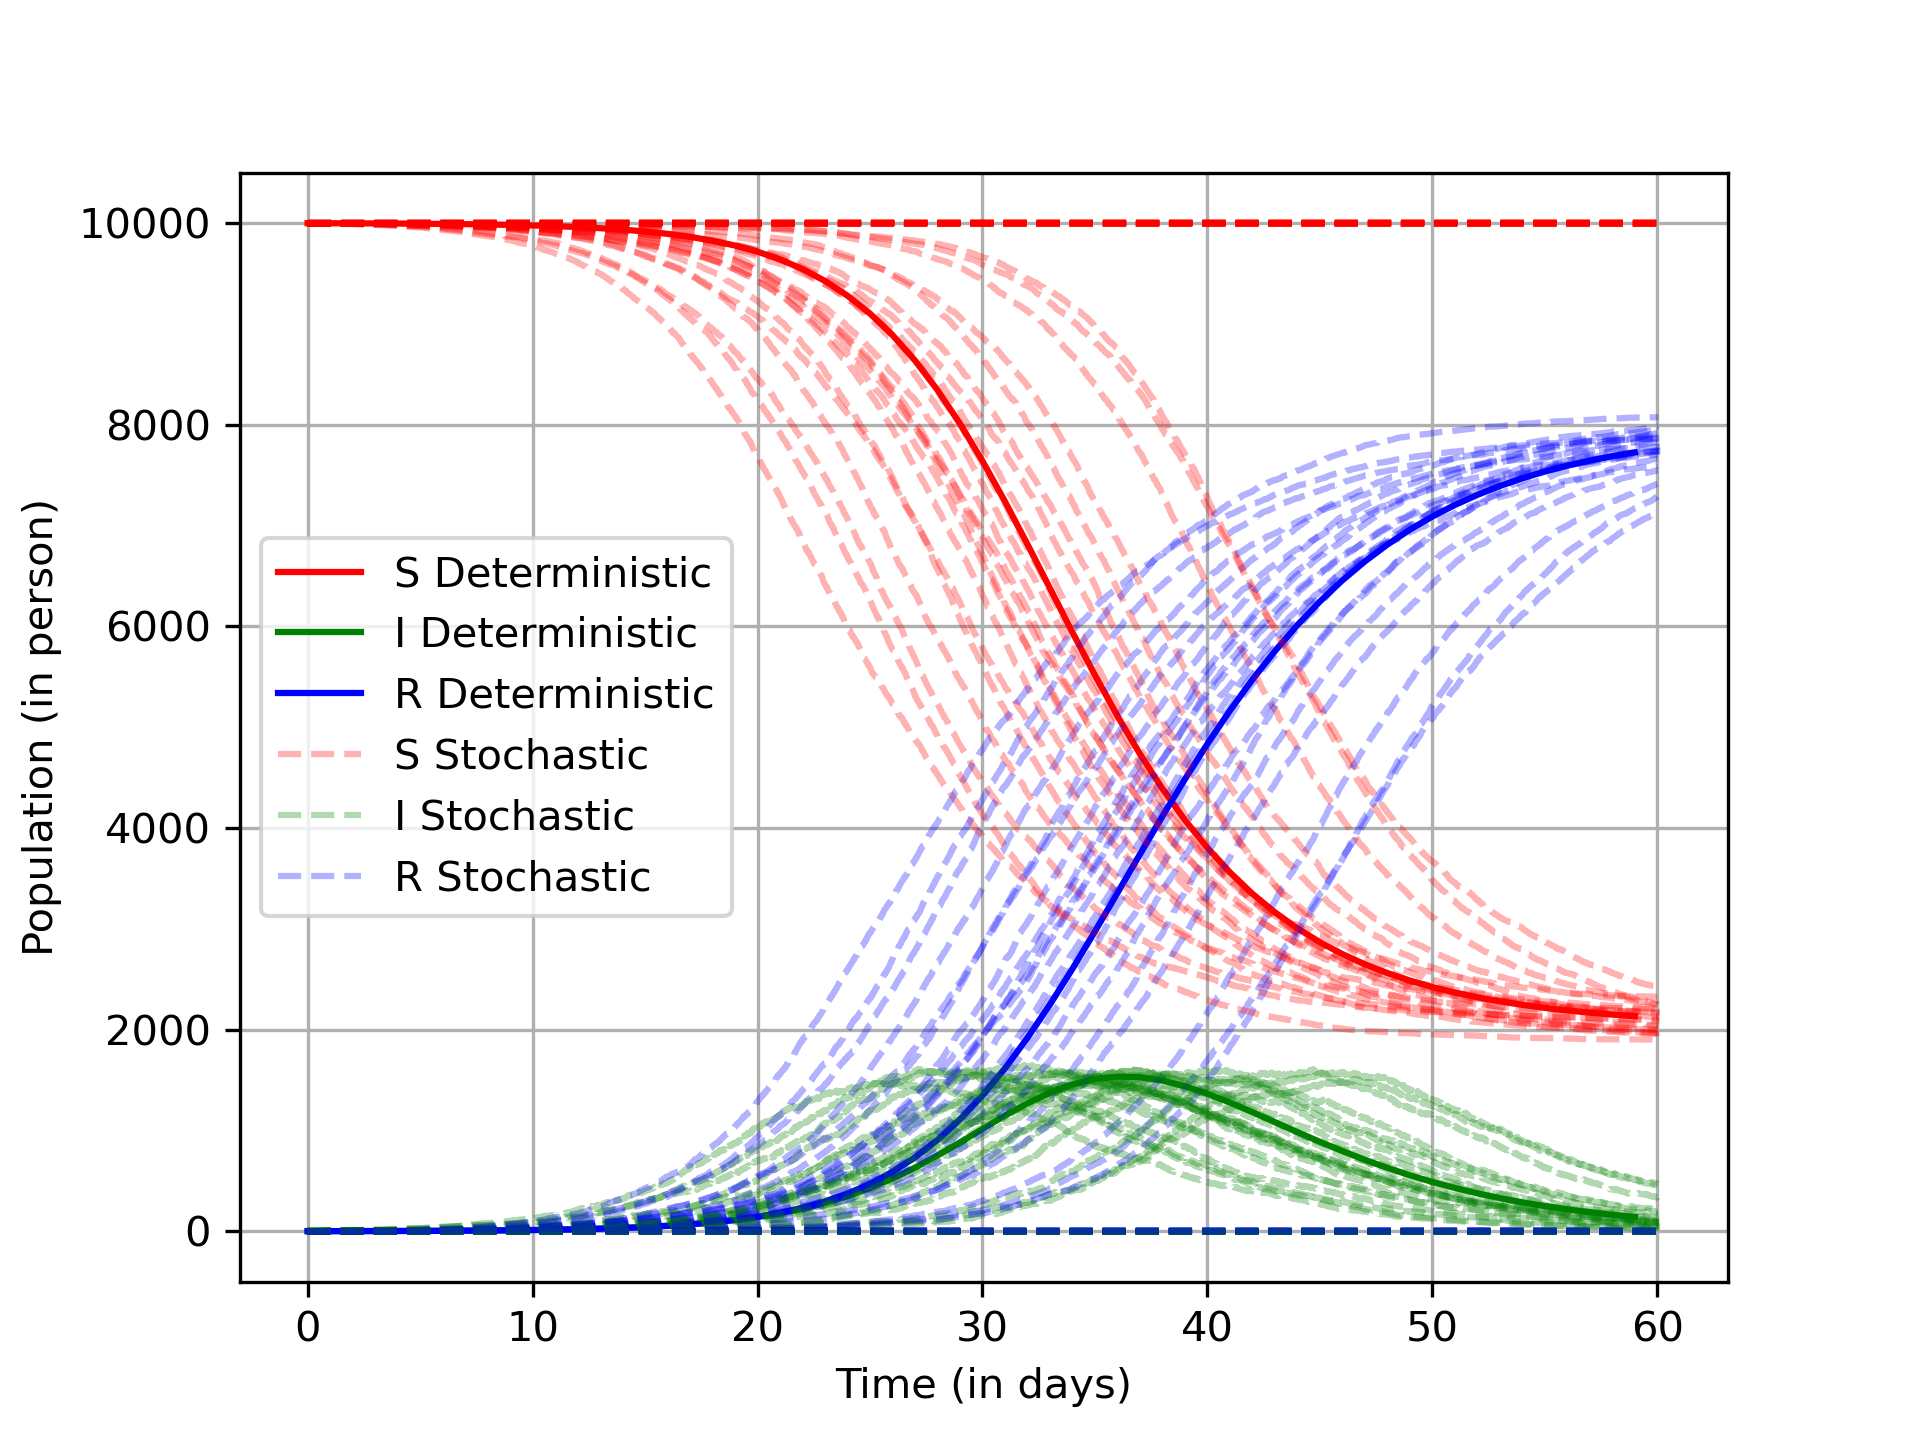 10000
8000
6000
4000
2000
0
Population (in person)
S Deterministic
I Deterministic
R Deterministic
S Stochastic
I Stochastic
R Stochastic
0 10 20 30 40 50 60
Time (in days)